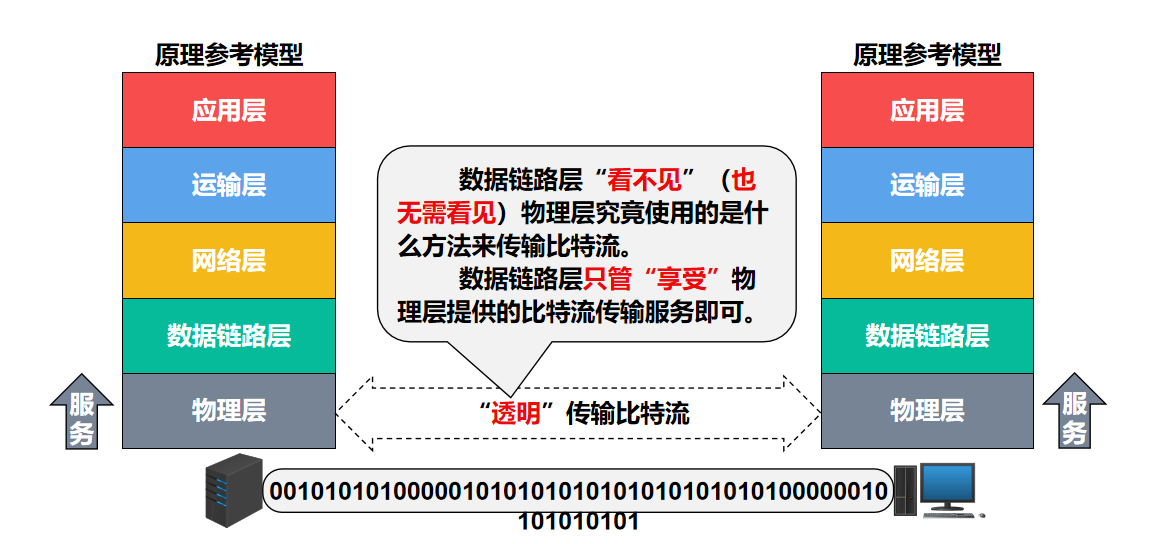 原理参考模型
应用层
运输层
网络层
数据链路层
物理层
服
务
数据链路层“看不见”（也
无需看见）物理层究竟使用的是什
么方法来传输比特流。
数据链路层只管“享受”物
理层提供的比特流传输服务即可。
“透明”传输比特流
原理参考模型
应用层
运输层
网络层
数据链路层
物理层
服
务
001010101000001010101010101010101010100000010
101010101